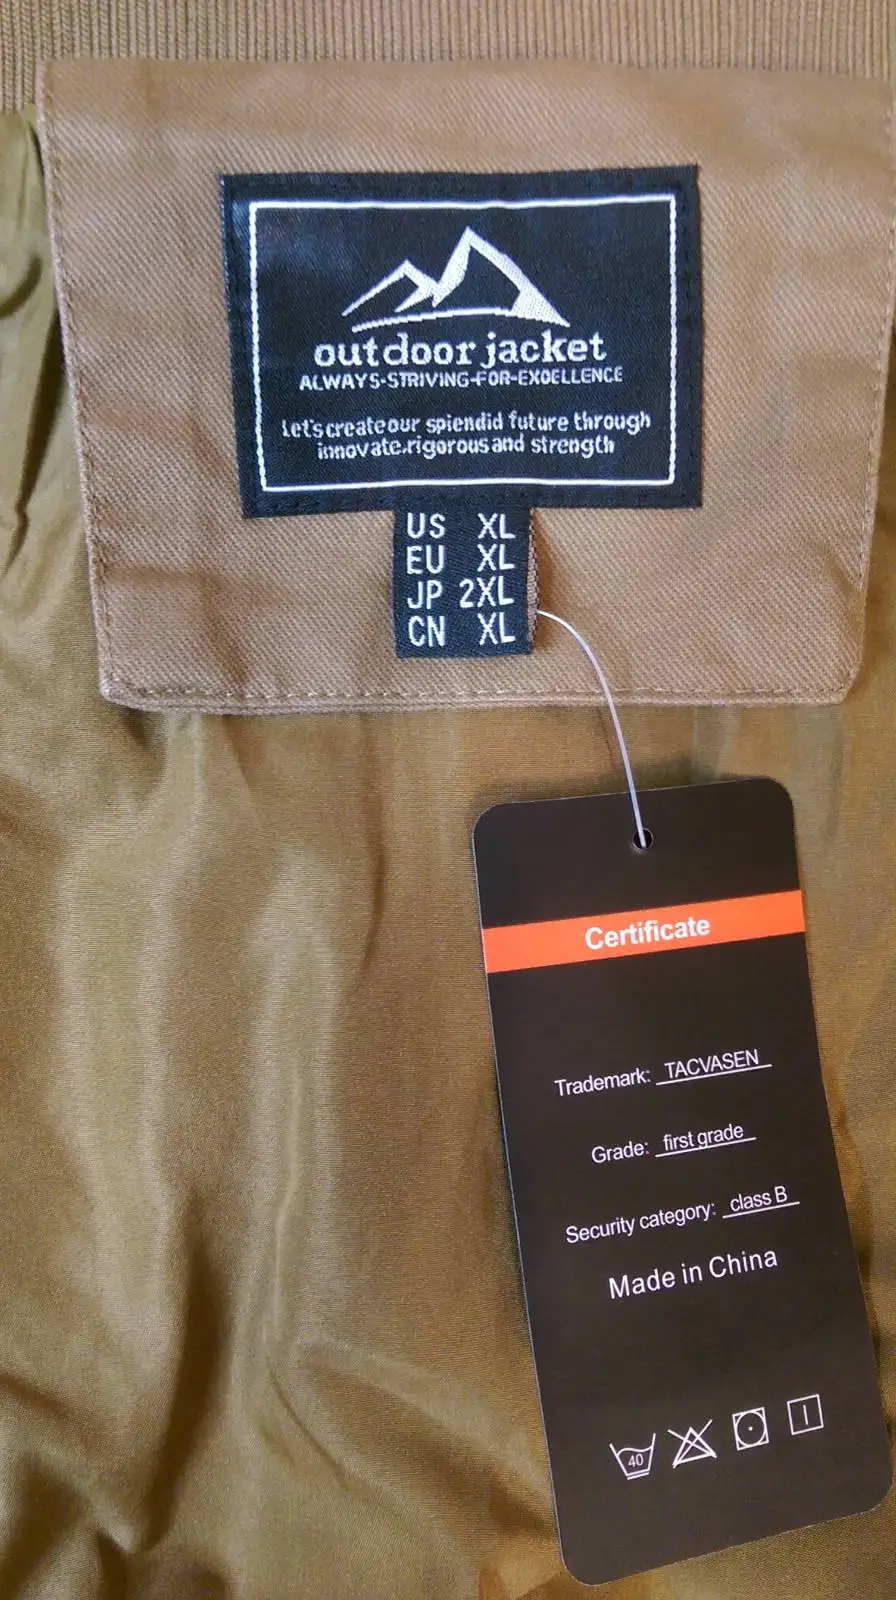 outdoor jacket
ALWAYS-STRIVING-FOR-EXOELLENCE
Let's create our spiendid future through
innovate,rigorous and strength
US XL
EU XL
JP 2XL
CN XL
Certificate
Trademark: TACVASEN
Grade: first grade
Security category: class B
Made in China
40